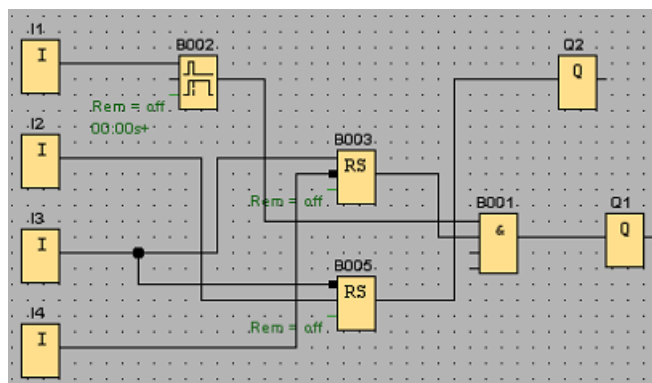 I1
I
B002
Q2
Q
Rem = off
00:00s+
I2
I
B003
RS
Rem = off
I3
I
B001
&
Q1
Q
B005
RS
Rem = off
I4
I